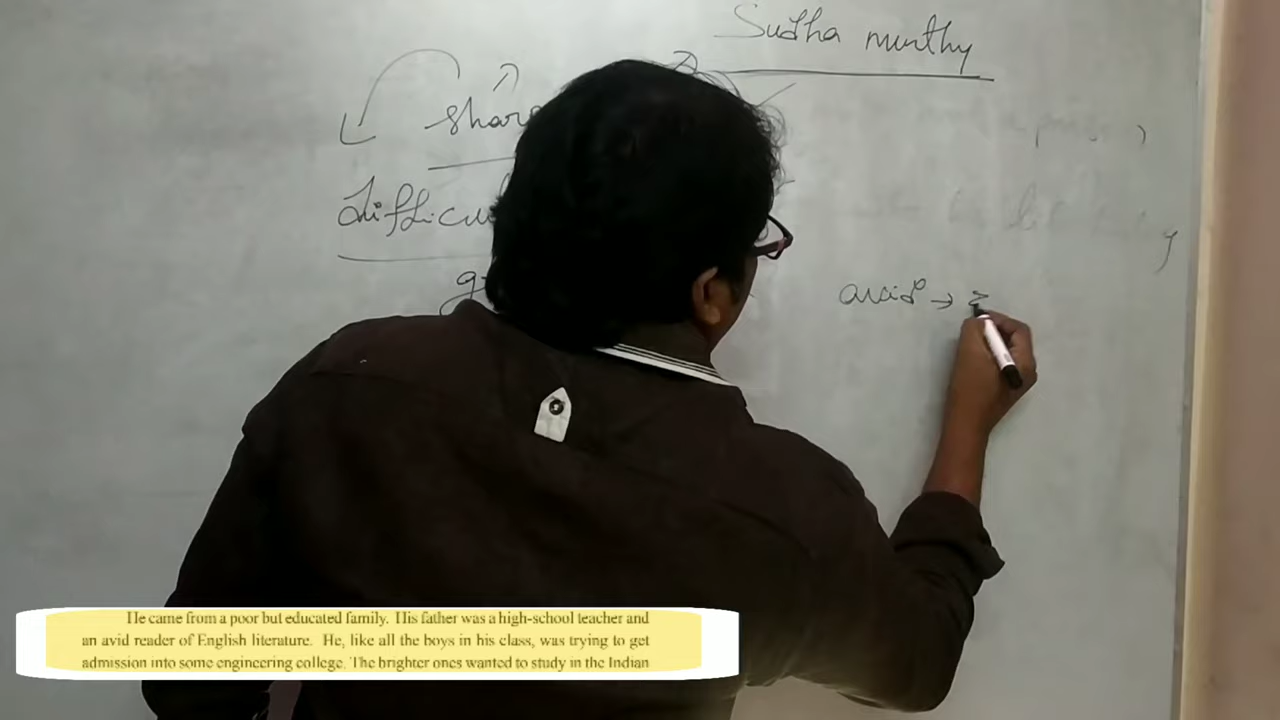 Sudha murthy
shar
difficu
g
avid →
He came from a poor but educated family. His father was a high-school teacher and
an avid reader of English literature. He, like all the boys in his class, was trying to get
admission into some engineering college. The brighter ones wanted to study in the Indian